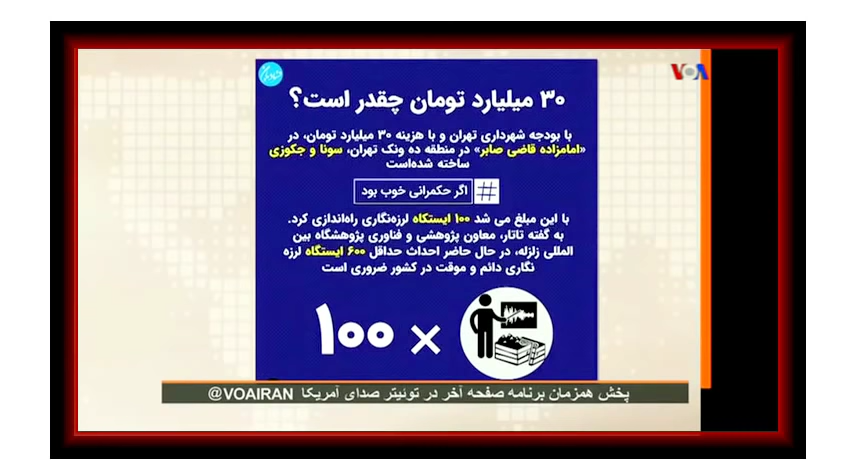 VOA
۳۰ میلیارد تومان چقدر است؟
با بودجه شهرداری تهران و با هزینه ۳۰ میلیارد تومان، در
«امامزاده قاضی صابر» در منطقه ده ونک تهران، سونا و جکوزی
ساخته شده‌است
# اگر حکمرانی خوب بود
با این مبلغ می شد ۱۰۰ ایستکاه لرزه‌نگاری راه‌اندازی کرد.
به گفته تاتار، معاون پژوهشی و فناوری پژوهشگاه بین
المللی زلزله، در حال حاضر احداث حداقل ۶۰۰ ایستگاه لرزه
نگاری دائم و موقت در کشور ضروری است
۱۰۰ ×
پخش همزمان برنامه صفحه آخر در توئیتر صدای آمریکا @VOAIRAN